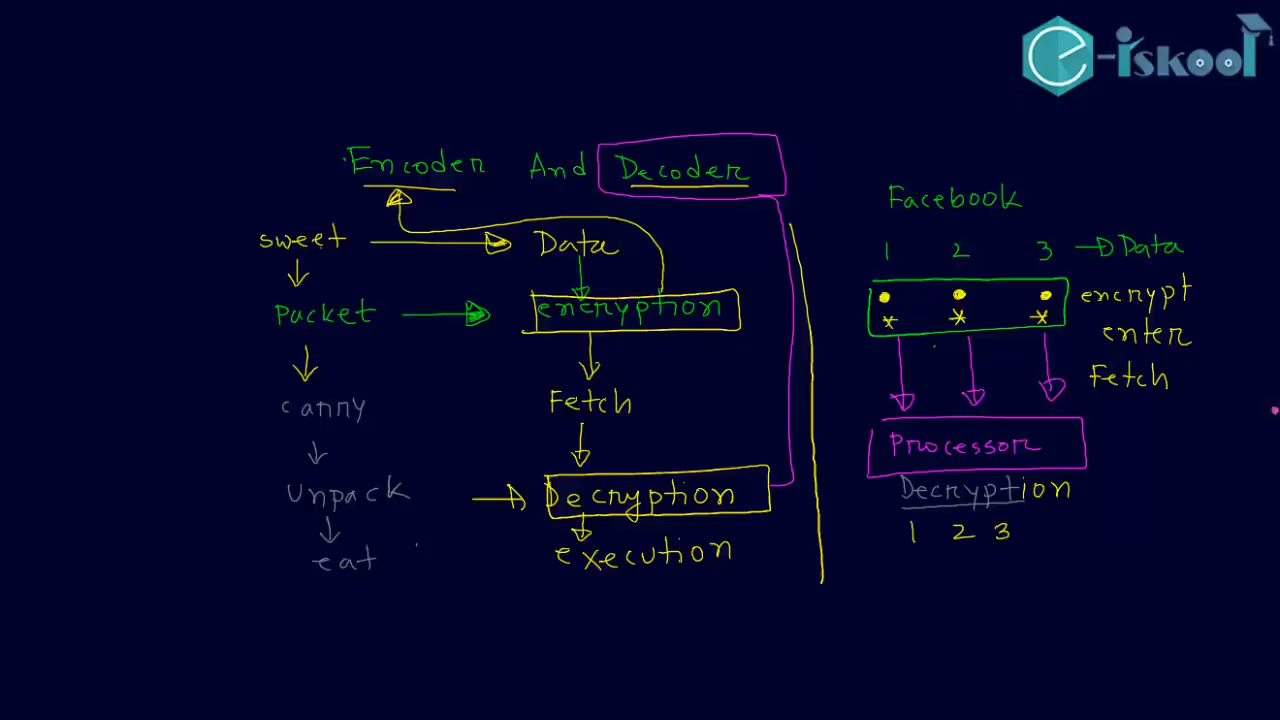 e-iskool
Encoder And Decoder
sweet Data
Packet encryption
Fetch
canny
unpack Decryption
eat execution
Facebook
1 2 3 Data
encrypt
* * * enter
Fetch
Processor
Decryption
1 2 3